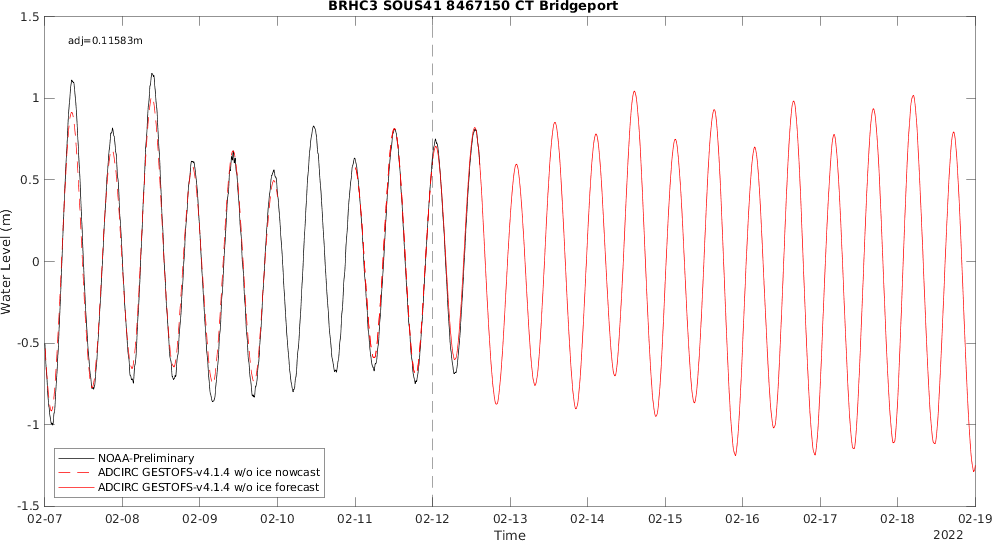 BRHC3 SOUS41 8467150 CT Bridgeport
1.5
adj=0.11583m
1
0.5
0
-0.5
-1
-1.5
Water Level (m)
NOAA-Preliminary
ADCIRC GESTOFS-v4.1.4 w/o ice nowcast
ADCIRC GESTOFS-v4.1.4 w/o ice forecast
02-07 02-08 02-09 02-10 02-11 02-12 02-13 02-14 02-15 02-16 02-17 02-18 02-19
Time
2022